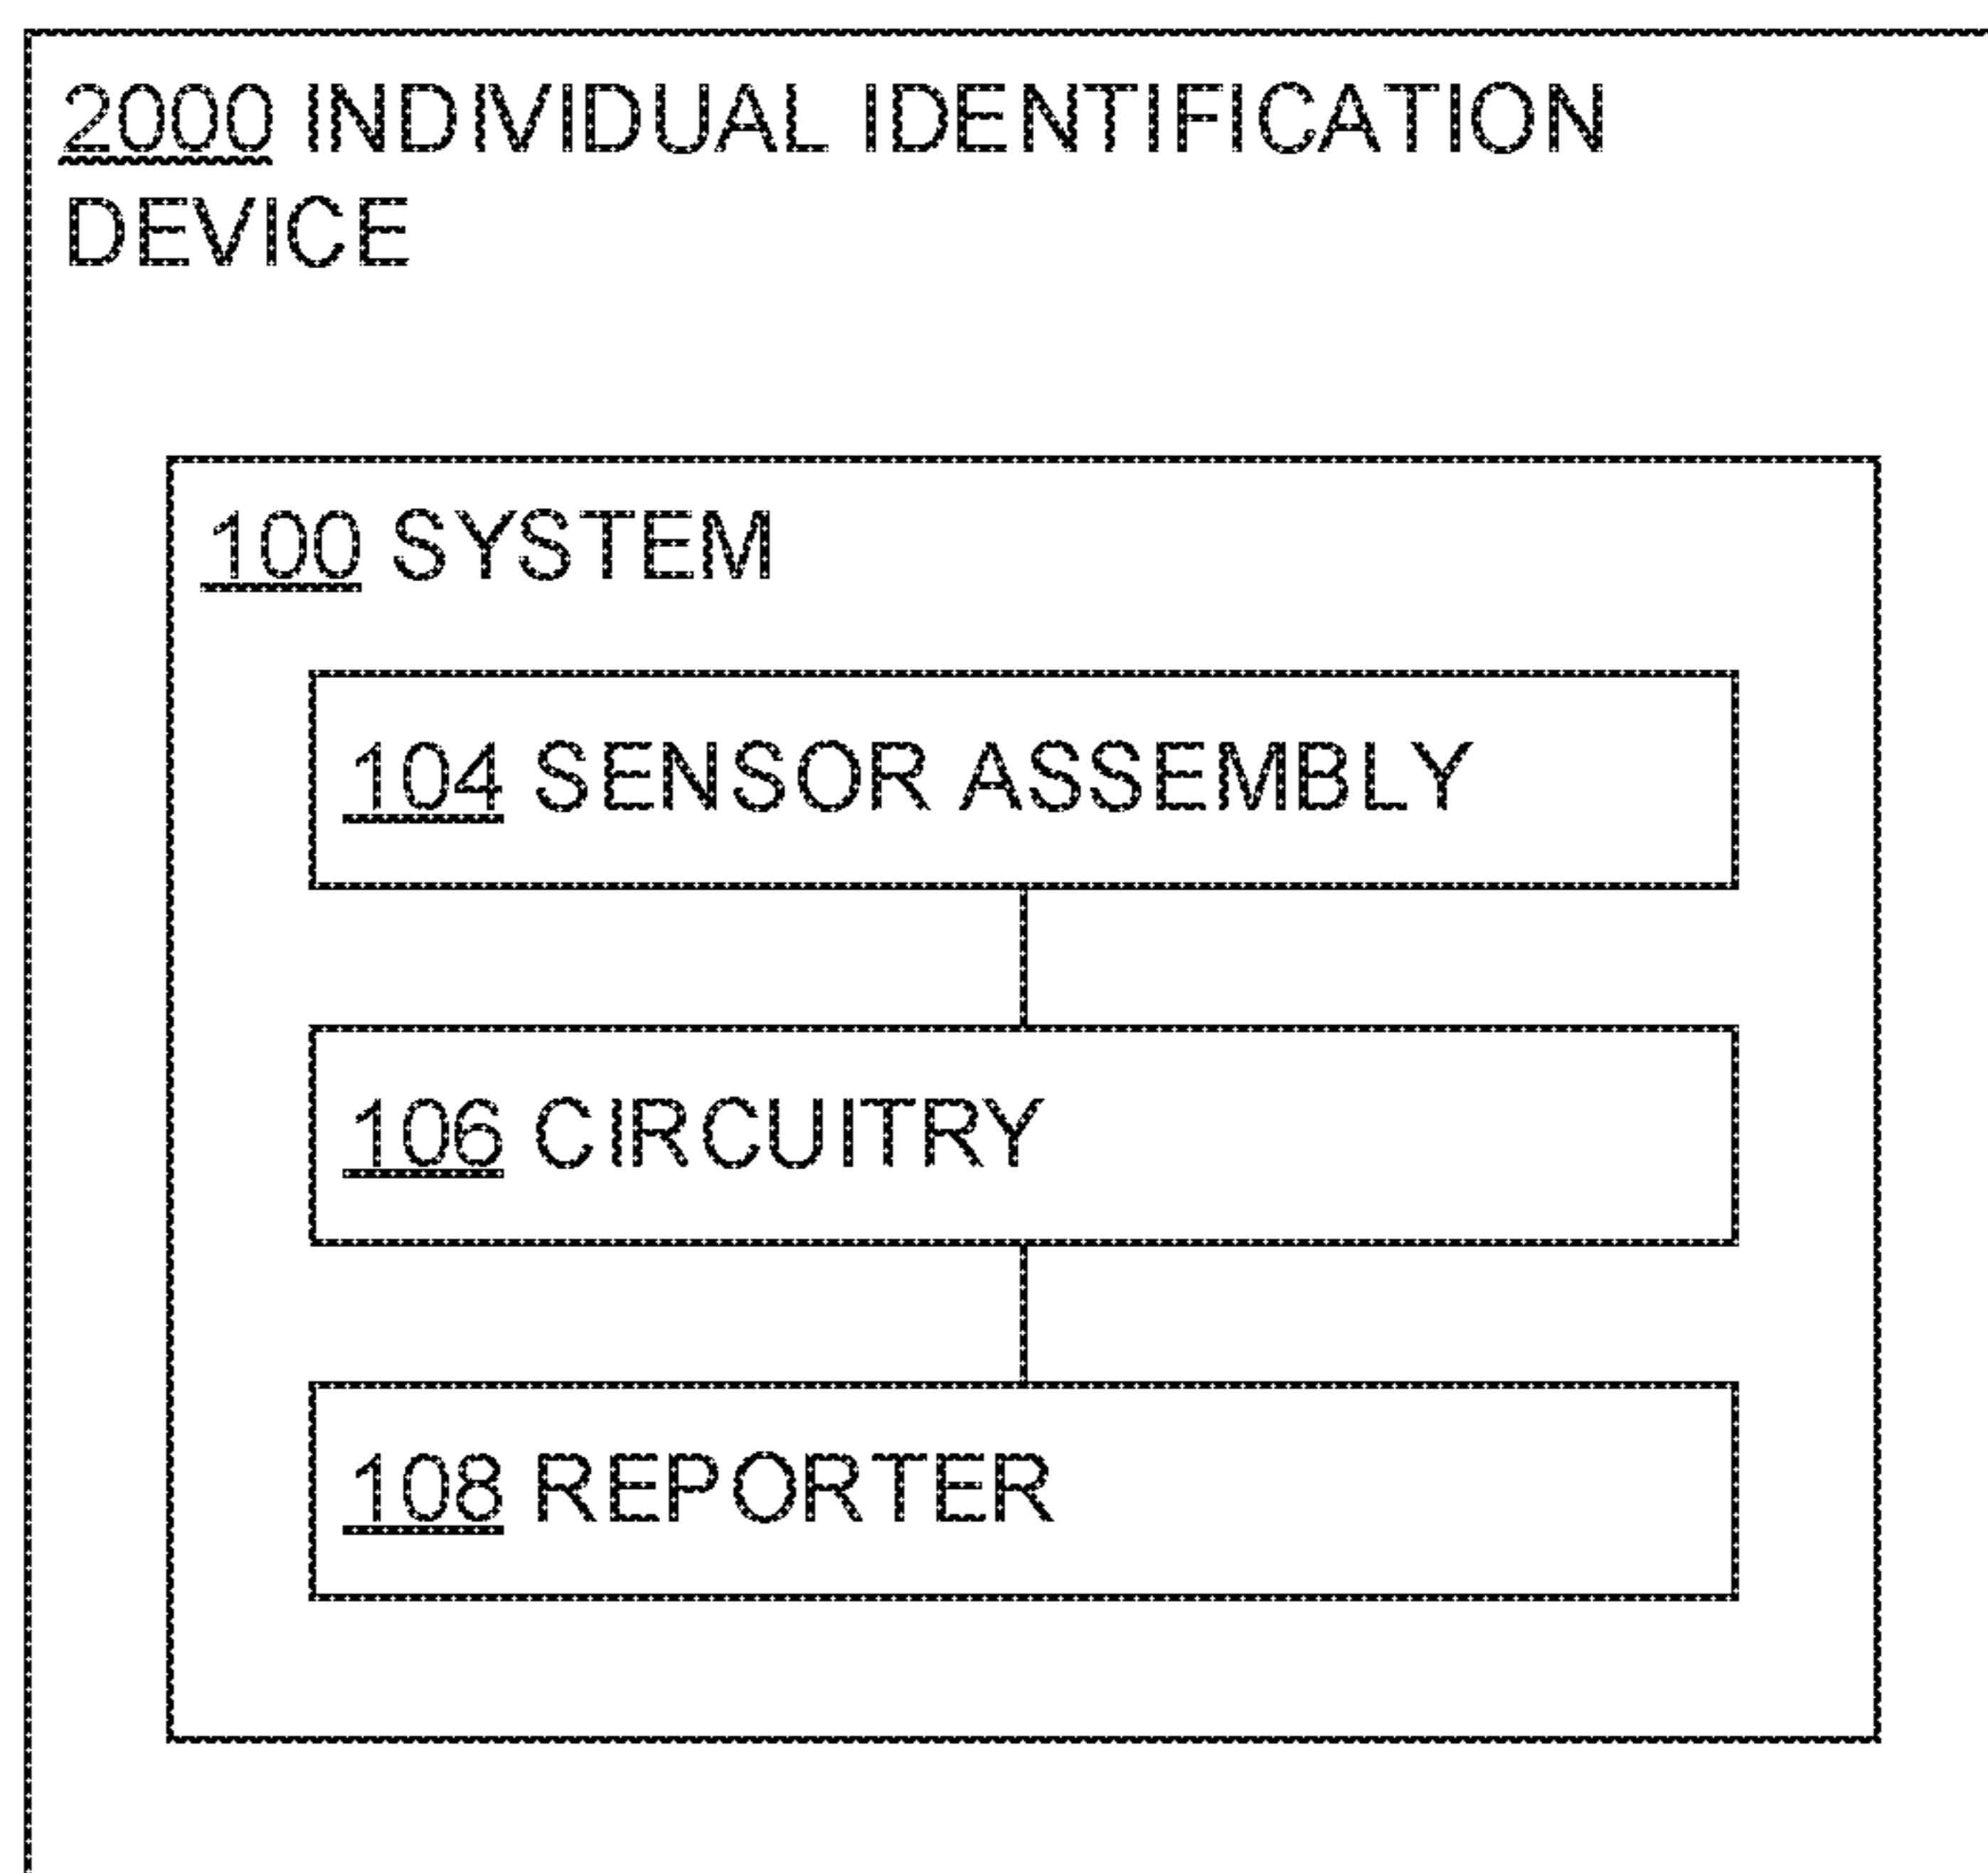 2000 INDIVIDUAL IDENTIFICATION
DEVICE
100 SYSTEM
104 SENSOR ASSEMBLY
106 CIRCUITRY
108 REPORTER